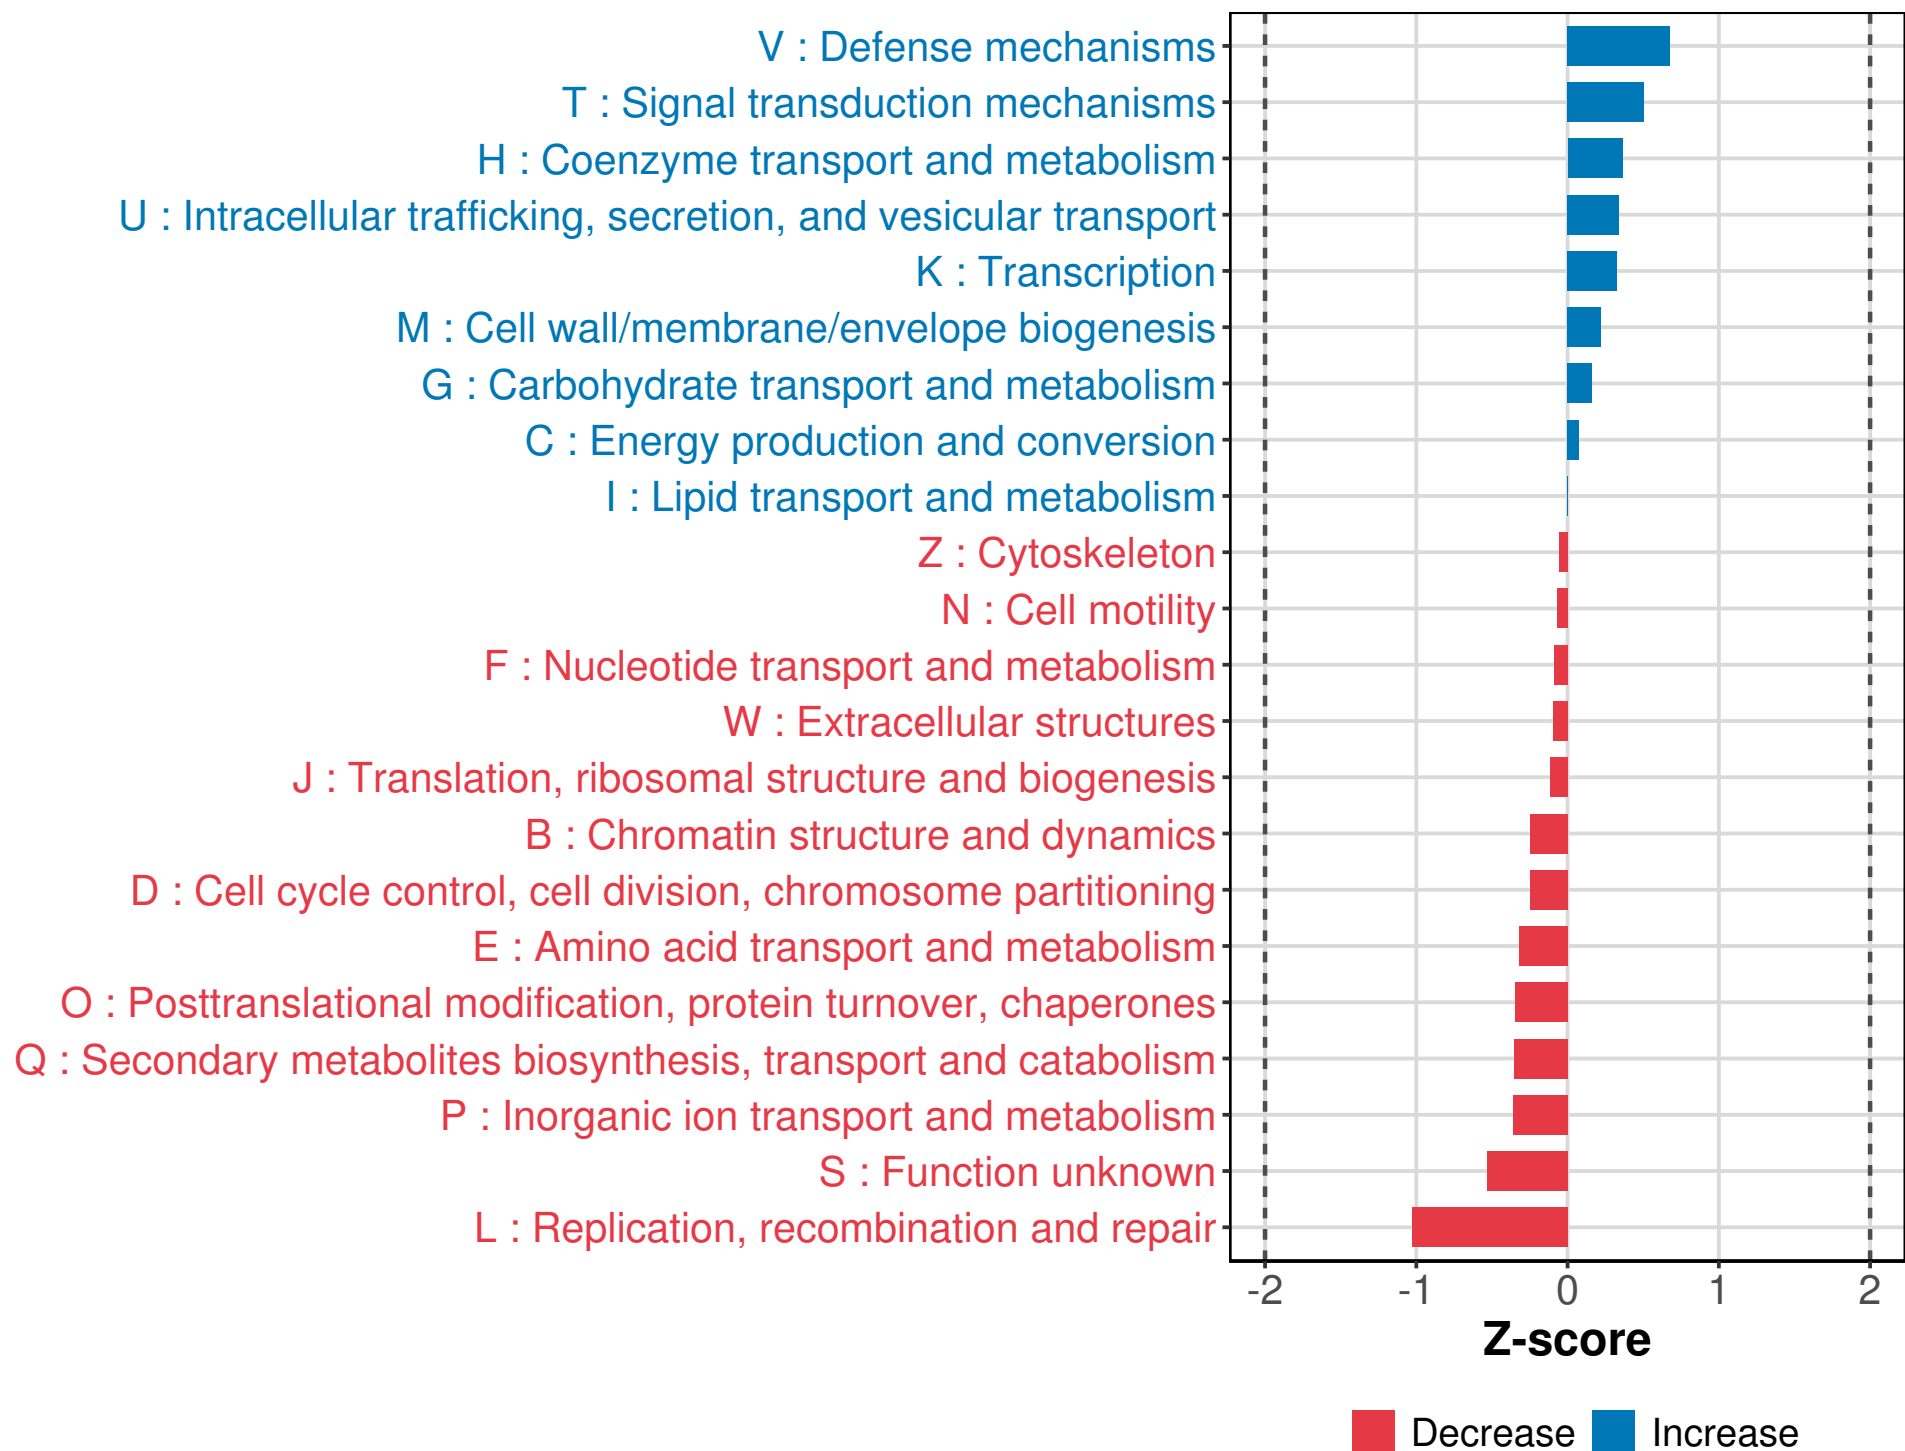 V : Defense mechanisms
T : Signal transduction mechanisms
H : Coenzyme transport and metabolism
U : Intracellular trafficking, secretion, and vesicular transport
K : Transcription
M : Cell wall/membrane/envelope biogenesis
G : Carbohydrate transport and metabolism
C : Energy production and conversion
I : Lipid transport and metabolism
Z : Cytoskeleton
N : Cell motility
F : Nucleotide transport and metabolism
W : Extracellular structures
J : Translation, ribosomal structure and biogenesis
B : Chromatin structure and dynamics
D : Cell cycle control, cell division, chromosome partitioning
E : Amino acid transport and metabolism
O : Posttranslational modification, protein turnover, chaperones
Q : Secondary metabolites biosynthesis, transport and catabolism
P : Inorganic ion transport and metabolism
S : Function unknown
L : Replication, recombination and repair
-2 -1 0 1 2
Z-score
Decrease Increase